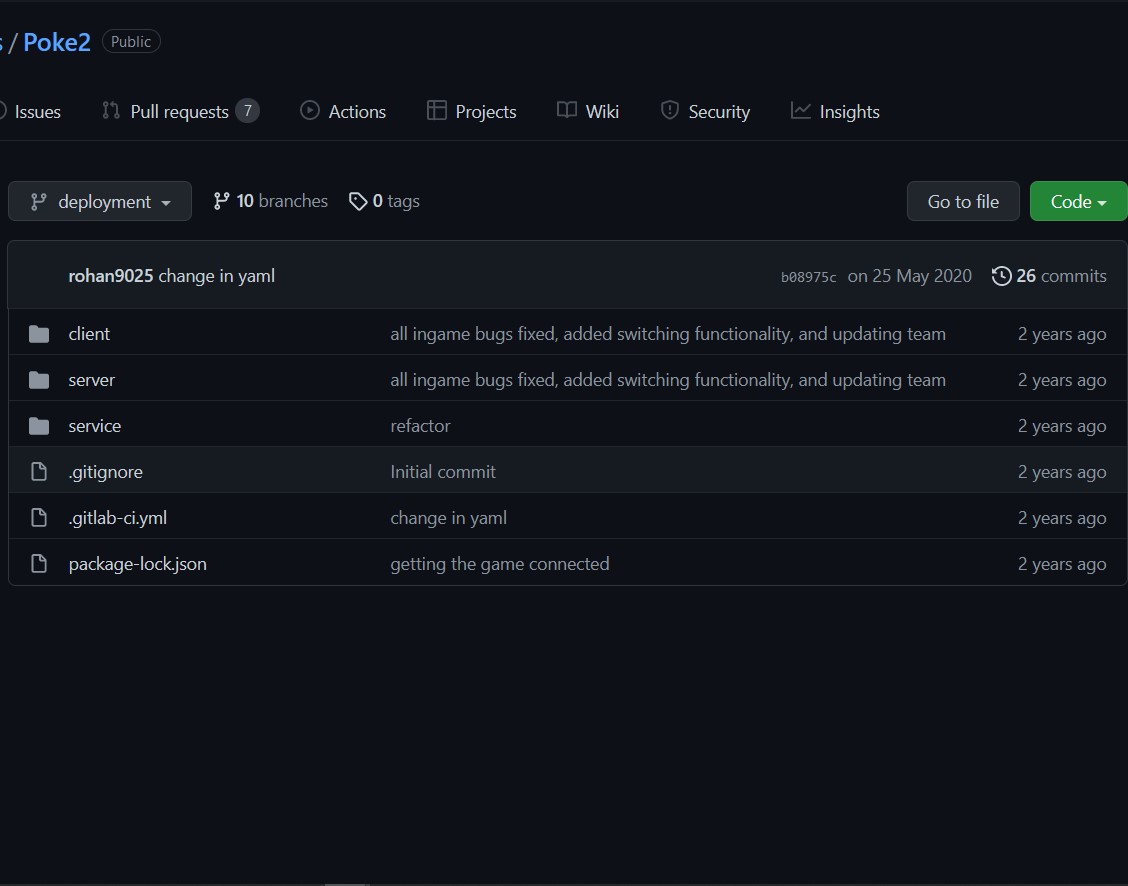 s / Poke2 Public
Issues Pull requests 7 Actions Projects Wiki Security Insights
deployment 10 branches 0 tags Go to file Code
rohan9025 change in yaml b08975c on 25 May 2020 26 commits
client all ingame bugs fixed, added switching functionality, and updating team 2 years ago
server all ingame bugs fixed, added switching functionality, and updating team 2 years ago
service refactor 2 years ago
.gitignore Initial commit 2 years ago
.gitlab-ci.yml change in yaml 2 years ago
package-lock.json getting the game connected 2 years ago